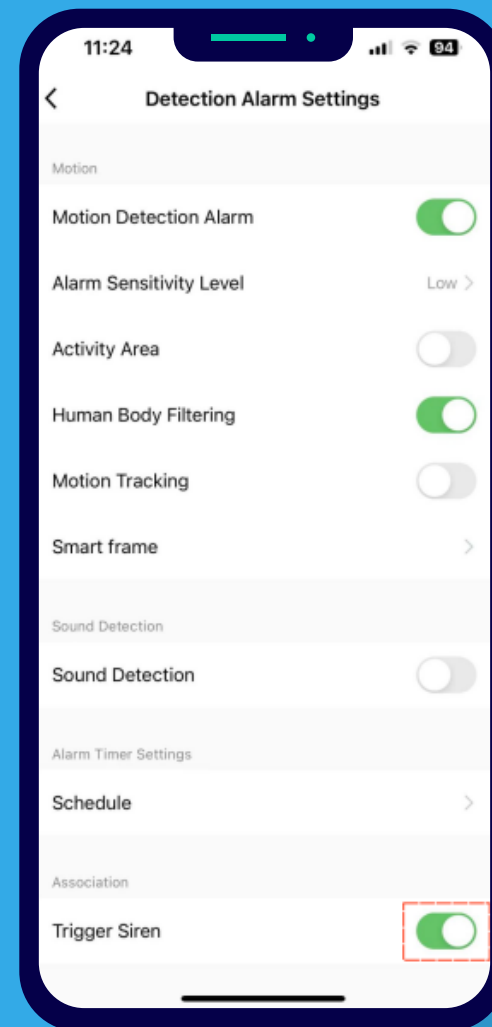 11:24
94
Detection Alarm Settings
Motion
Motion Detection Alarm
Alarm Sensitivity Level Low
Activity Area
Human Body Filtering
Motion Tracking
Smart frame
Sound Detection
Sound Detection
Alarm Timer Settings
Schedule
Association
Trigger Siren